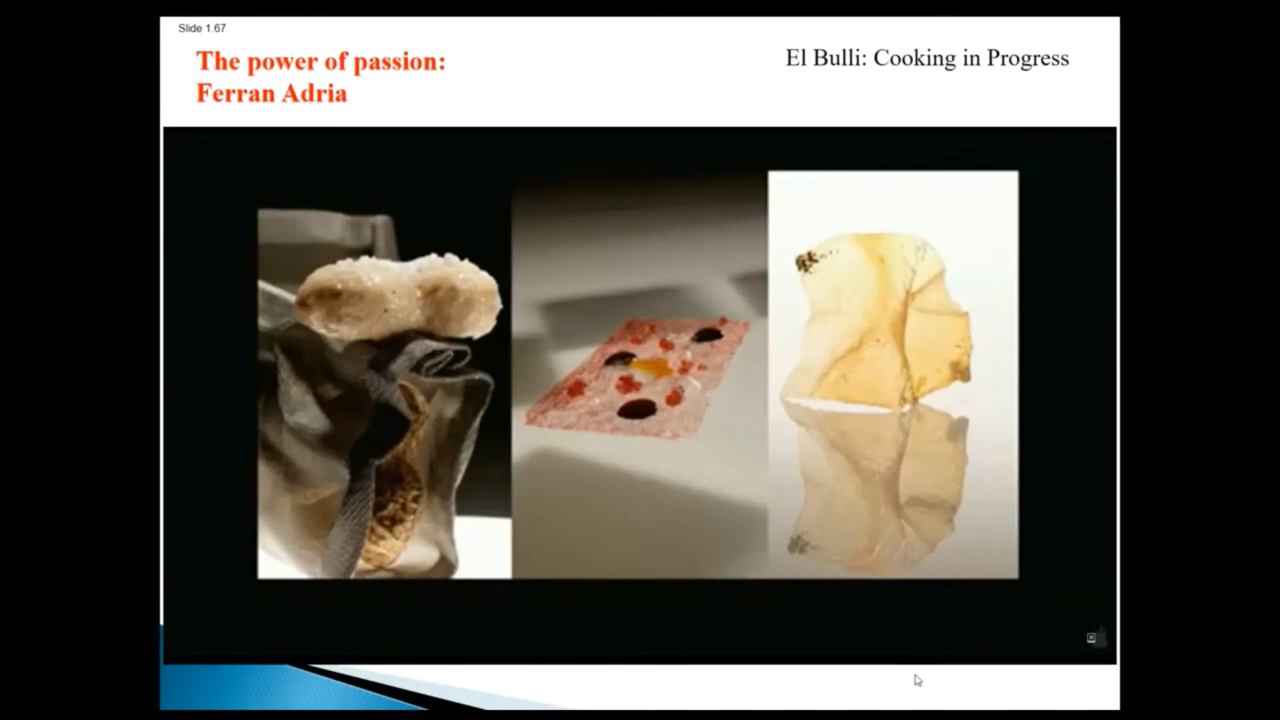 Slide 1.67
The power of passion:
Ferran Adria
El Bulli: Cooking in Progress